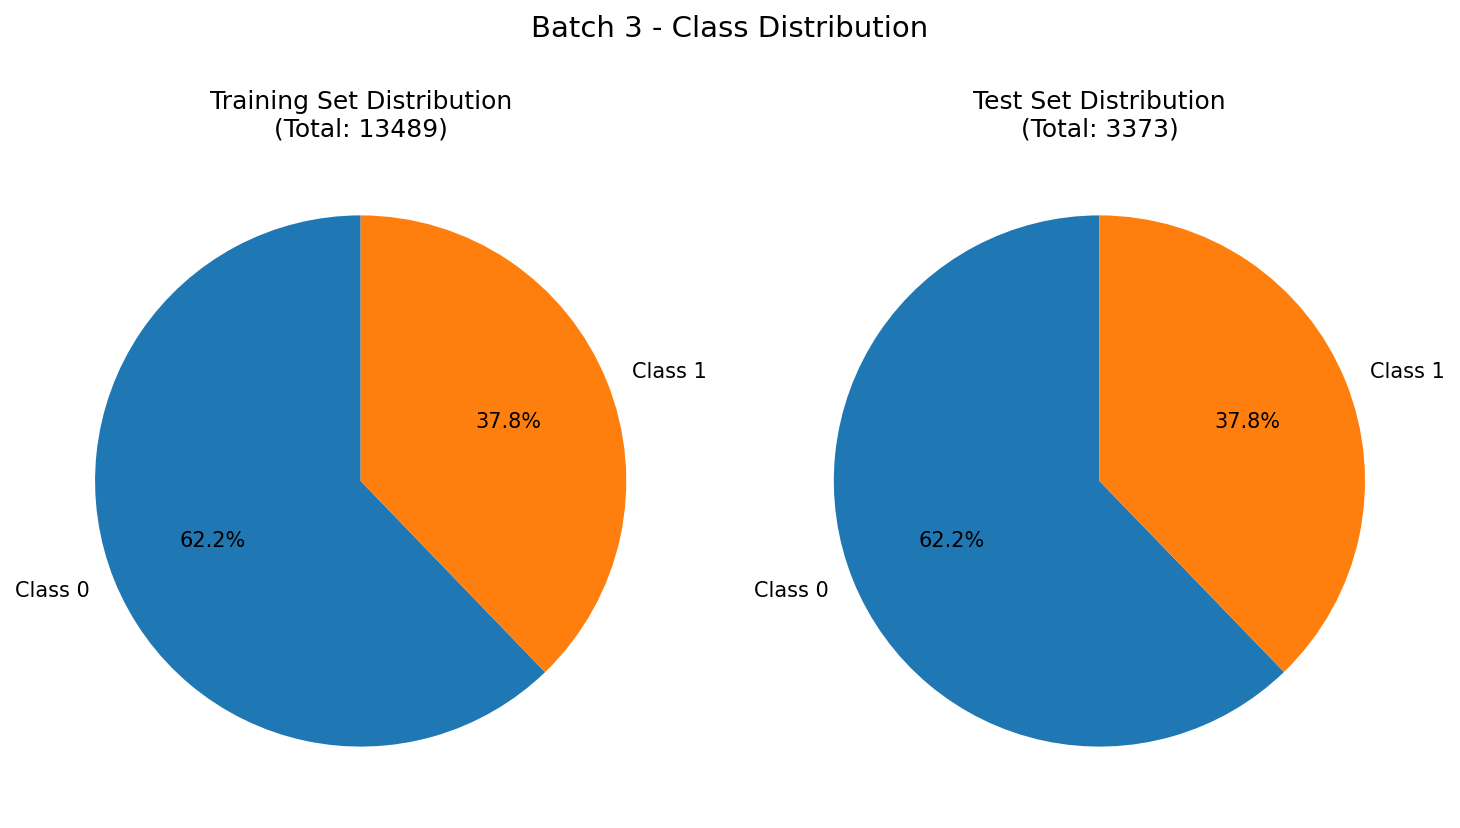 Batch 3 - Class Distribution
Training Set Distribution
(Total: 13489)
Class 1
37.8%
62.2%
Class 0
Test Set Distribution
(Total: 3373)
Class 1
37.8%
62.2%
Class 0